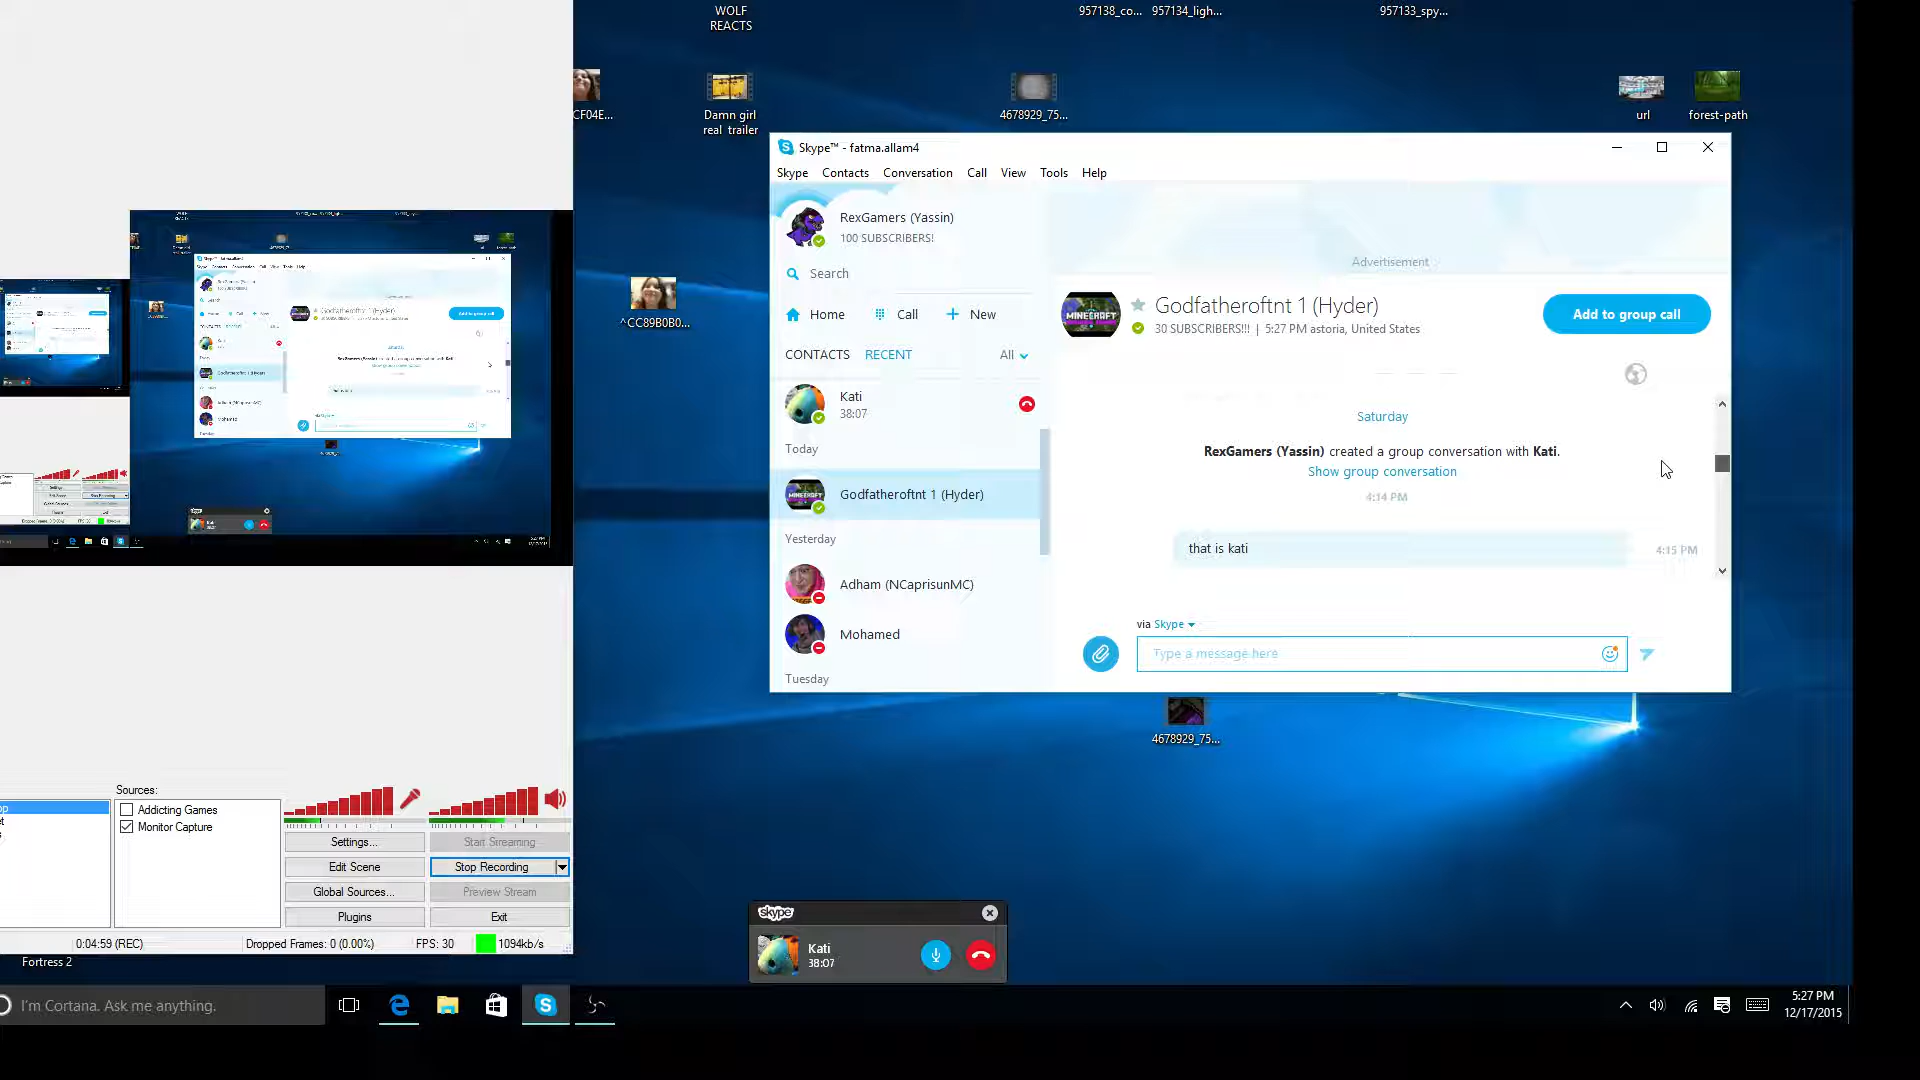 WOLF
REACTS
957138_co...
957134_ligh...
957133_spy...
CF04E...
Damn girl
real trailer
4678929_75...
url
forest-path
^CC89B0B0...
Skype™ - fatma.allam4
Skype Contacts Conversation Call View Tools Help
RexGamers (Yassin)
100 SUBSCRIBERS!
Search
Home Call New
CONTACTS RECENT All
Kati
38:07
Today
Godfatheroftnt 1 (Hyder)
Yesterday
Adham (NCaprisunMC)
Mohamed
Tuesday
Advertisement
MINECRAFT
Godfatheroftnt 1 (Hyder)
30 SUBSCRIBERS!!! | 5:27 PM astoria, United States
Add to group call
Saturday
RexGamers (Yassin) created a group conversation with Kati.
Show group conversation
4:14 PM
that is kati
4:15 PM
via Skype
Type a message here
4678929_75...
Sources:
Addicting Games
Monitor Capture
Settings...
Start Streaming
Edit Scene
Stop Recording
Global Sources...
Preview Stream
Plugins
Exit
0:04:59 (REC)
Dropped Frames: 0 (0.00%)
FPS: 30
1094kb/s
Fortress 2
skype
Kati
38:07
I'm Cortana. Ask me anything.
5:27 PM
12/17/2015